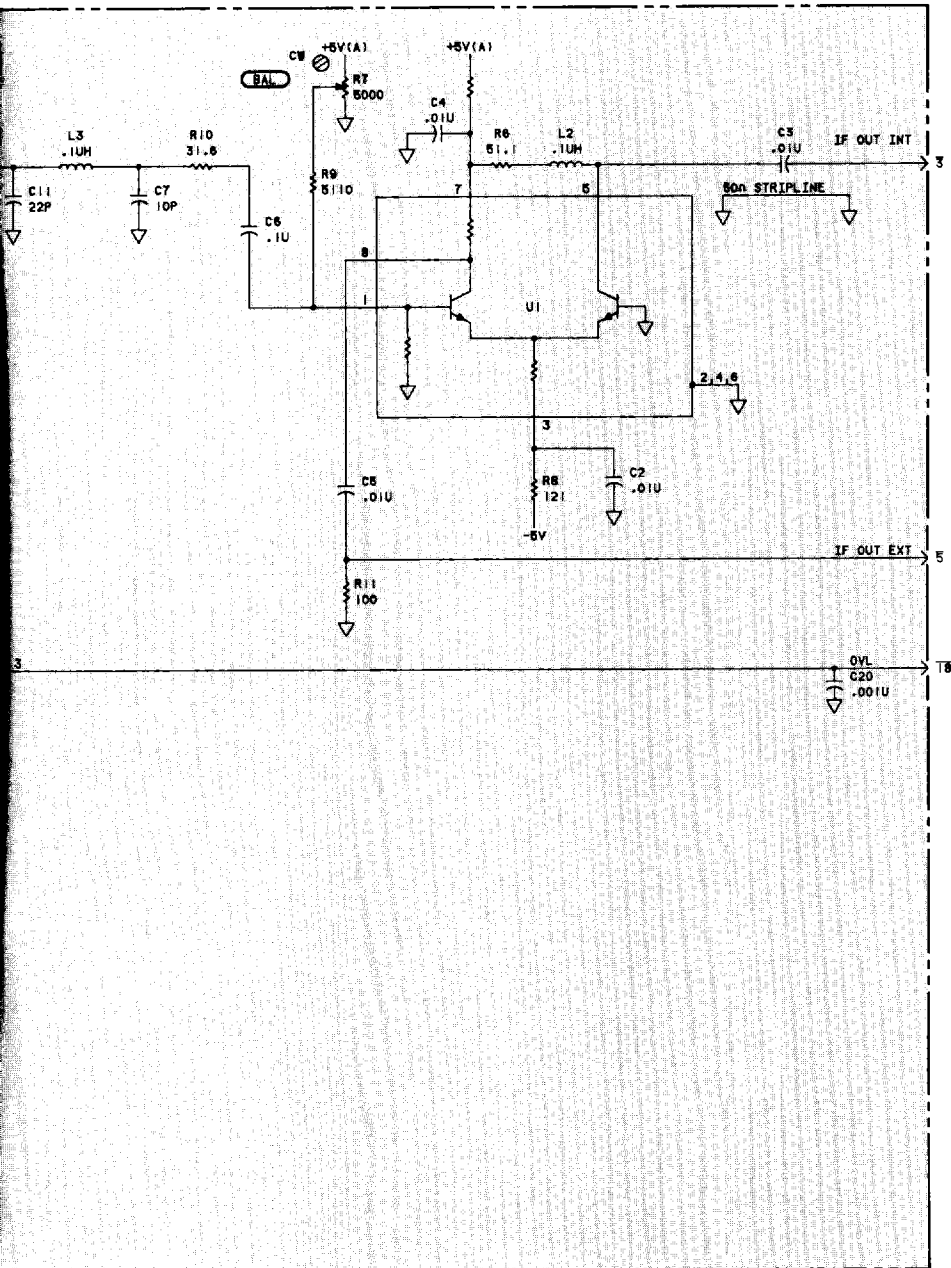 +5V(A)
+5V(A)
CW
BAL
R7
5000
C4
.01U
L3
.1UH
R10
31.6
R6
51.1
L2
.1UH
C3
.01U
IF OUT INT
3
C11
22P
C7
10P
R9
5110
7
5
50Ω STRIPLINE
C6
.1U
8
1
U1
2,4,6
3
C5
.01U
R8
121
C2
.01U
-5V
IF OUT EXT
5
R11
100
3
OVL
18
C20
.001U